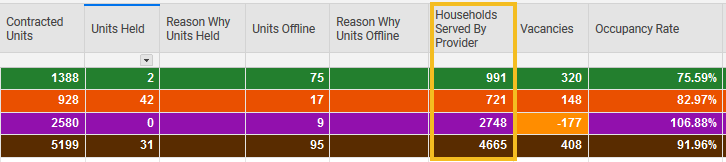 Contracted Units
Units Held
Reason Why Units Held
Units Offline
Reason Why Units Offline
Households Served By Provider
Vacancies
Occupancy Rate
1388 2 75 991 320 75.59%
928 42 17 721 148 82.97%
2580 0 9 2748 -177 106.88%
5199 31 95 4665 408 91.96%